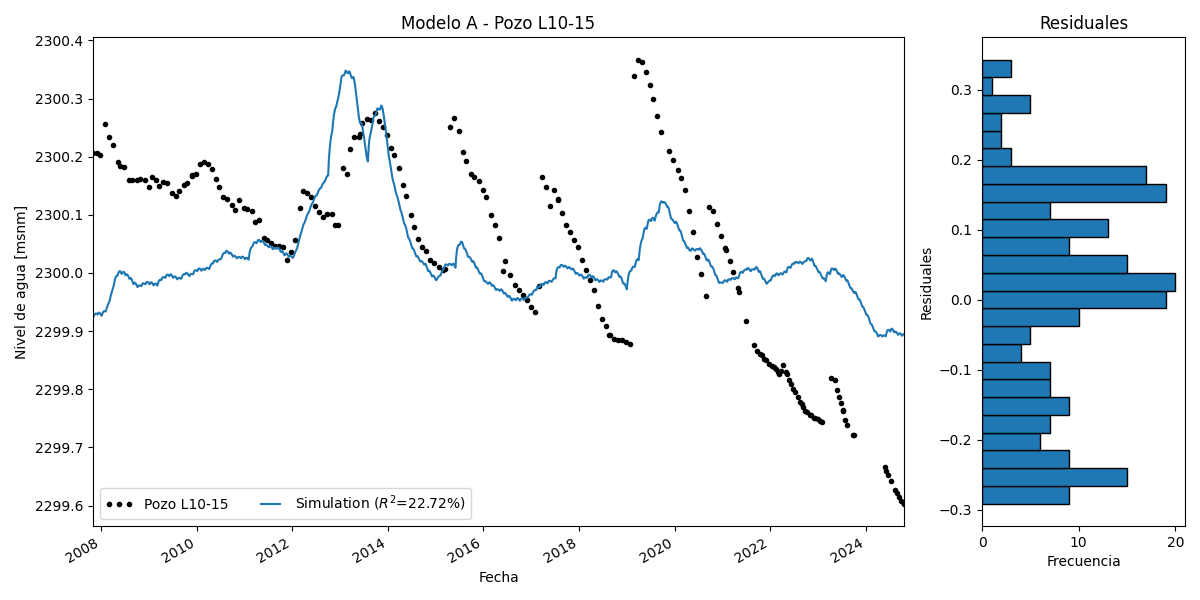 Modelo A - Pozo L10-15
Nivel de agua [msnm]
2300.4
2300.3
2300.2
2300.1
2300.0
2299.9
2299.8
2299.7
2299.6
Pozo L10-15
Simulation (R²=22.72%)
2008 2010 2012 2014 2016 2018 2020 2022 2024
Fecha
Residuales
Residuales
0.3
0.2
0.1
0.0
−0.1
−0.2
−0.3
0 10 20
Frecuencia